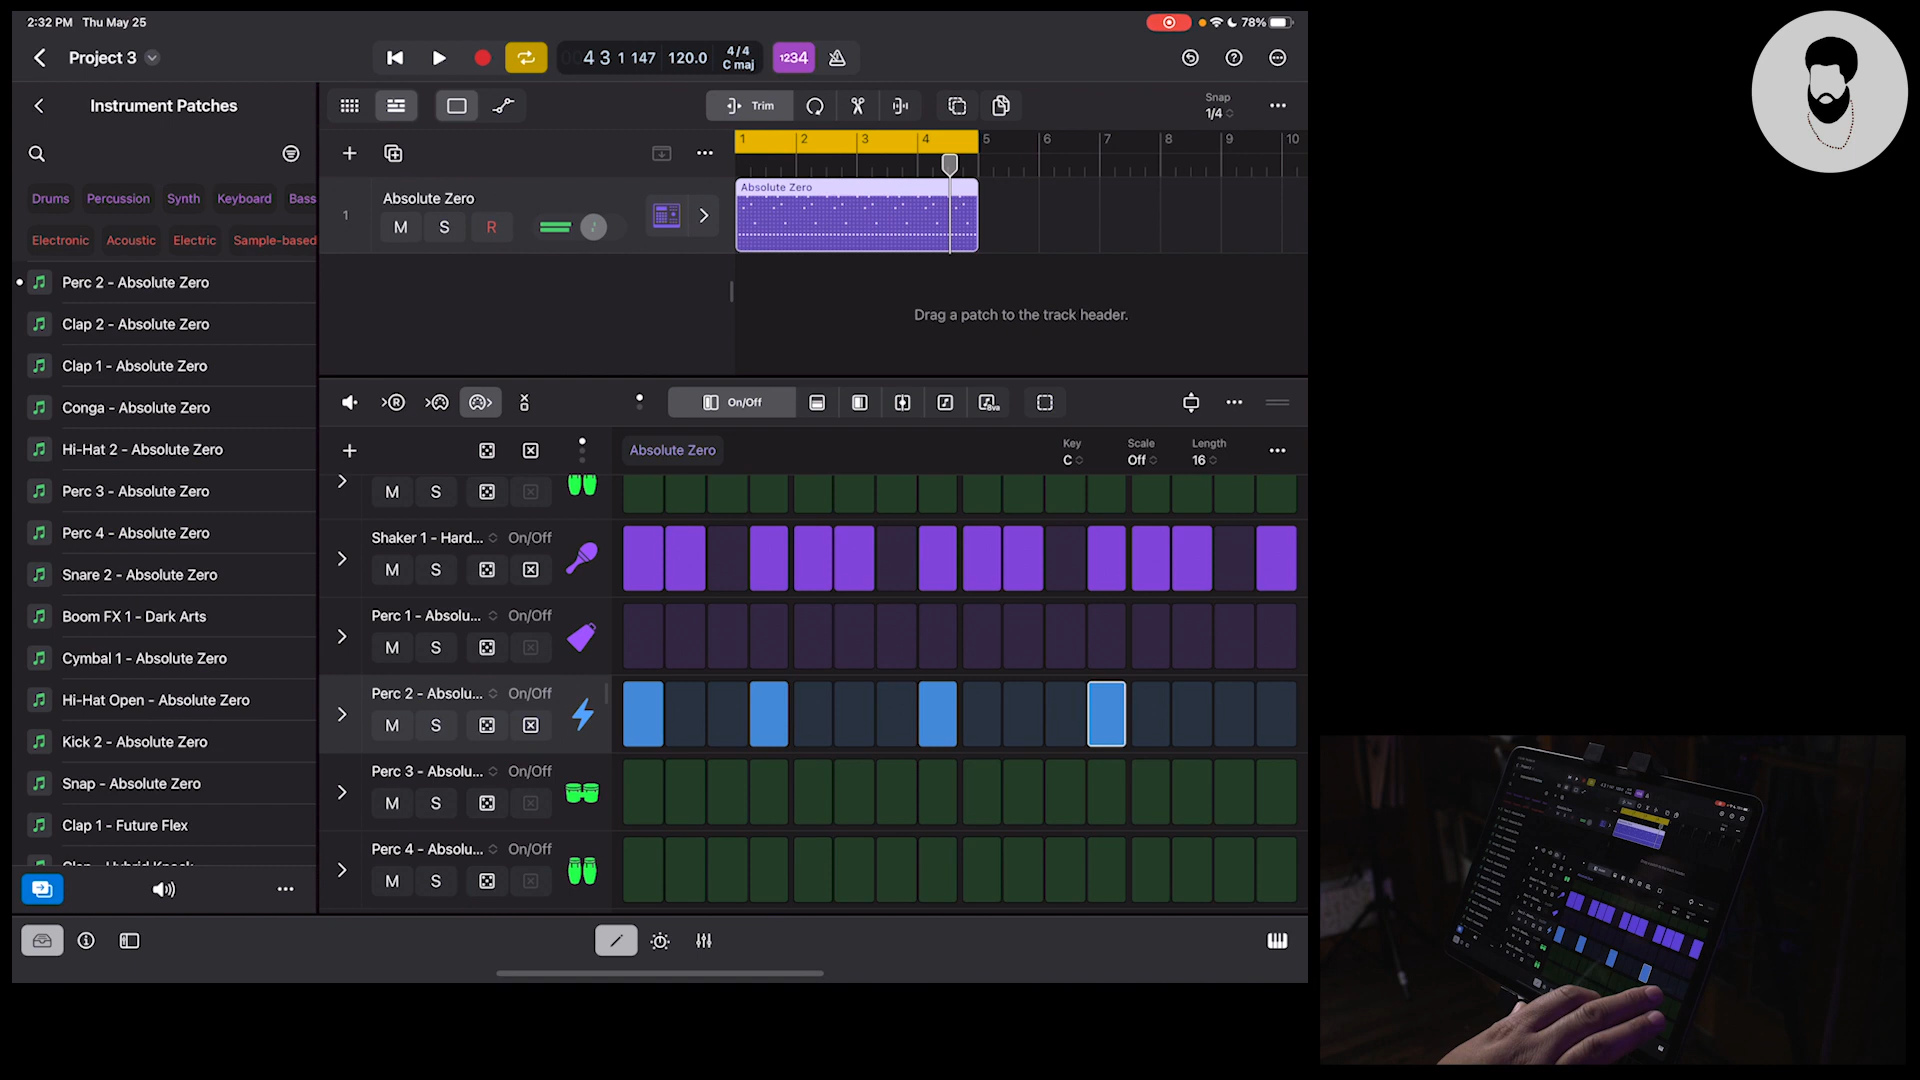 2:32 PM Thu May 25
78%
Project 3
4 3 1 147 120.0 4/4 C maj
1234
Instrument Patches
Trim
Snap
1/4
Drums Percussion Synth Keyboard Bass
Electronic Acoustic Electric Sample-based
1 2 3 4 5 6 7 8 9 10
1
Absolute Zero
M S R
Absolute Zero
Drag a patch to the track header.
Perc 2 - Absolute Zero
Clap 2 - Absolute Zero
Clap 1 - Absolute Zero
Conga - Absolute Zero
Hi-Hat 2 - Absolute Zero
Perc 3 - Absolute Zero
Perc 4 - Absolute Zero
Snare 2 - Absolute Zero
Boom FX 1 - Dark Arts
Cymbal 1 - Absolute Zero
Hi-Hat Open - Absolute Zero
Kick 2 - Absolute Zero
Snap - Absolute Zero
Clap 1 - Future Flex
On/Off
Absolute Zero
Key
C
Scale
Off
Length
16
M S
Shaker 1 - Hard... On/Off
M S
Perc 1 - Absolu... On/Off
M S
Perc 2 - Absolu... On/Off
M S
Perc 3 - Absolu... On/Off
M S
Perc 4 - Absolu... On/Off
M S